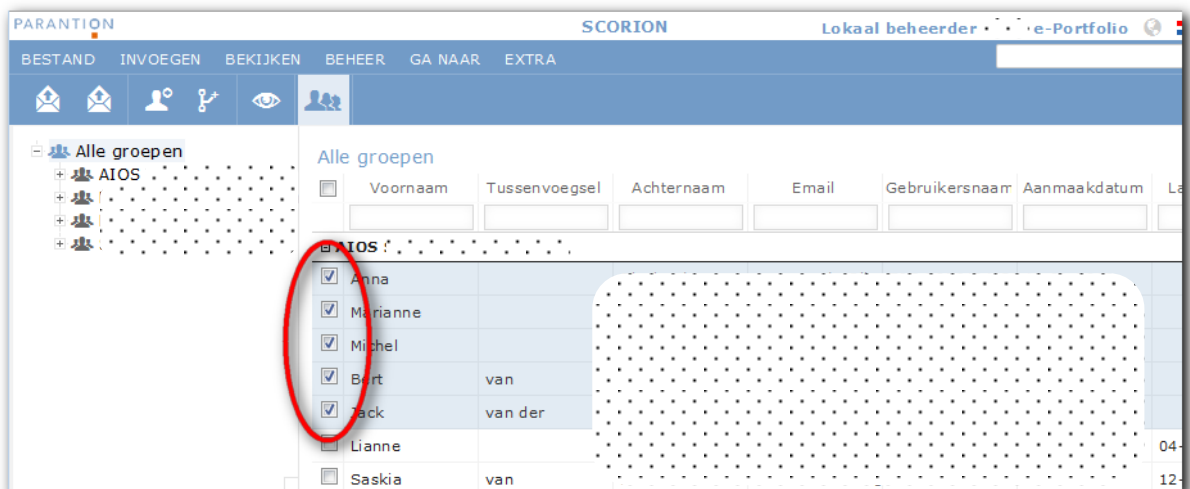 PARANTION
SCORION
Lokaal beheerder
e-Portfolio
BESTAND INVOEGEN BEKIJKEN BEHEER GA NAAR EXTRA
Alle groepen
AIOS
Alle groepen
Voornaam Tussenvoegsel Achternaam Email Gebruikersnaam Aanmaakdatum La
AIOS
Anna
Marianne
Michel
Bert van
Jack van der
Lianne 04-
Saskia van 12-